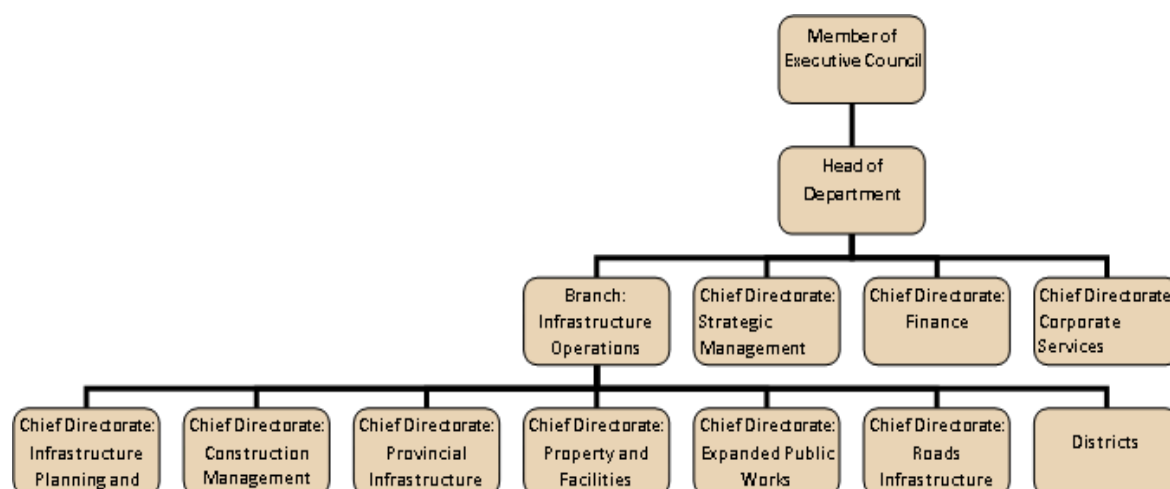 Member of
Executive Council
Head of
Department
Branch:
Infrastructure
Operations
Chief Directorate:
Strategic
Management
Chief Directorate:
Finance
Chief Directorate
Corporate
Services
Chief Directorate:
Infrastructure
Planning and
Chief Directorate:
Construction
Management
Chief Directorate:
Provincial
Infrastructure
Chief Directorate:
Property and
Facilities
Chief Directorate:
Expanded Public
Works
Chief Directorate:
Roads
Infrastructure
Districts